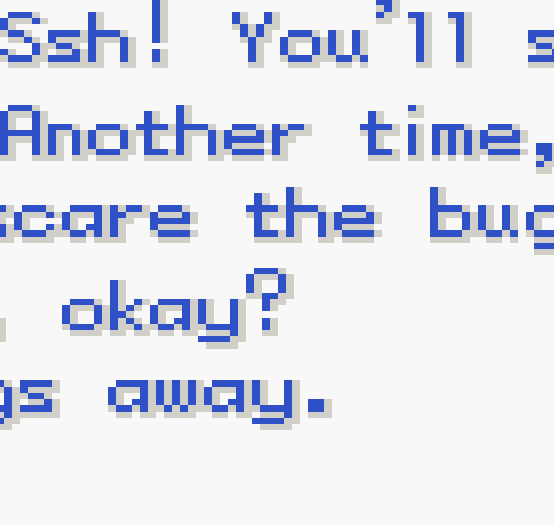 Ssh! You'll s
Another time,
care the bug
okay?
gs away.